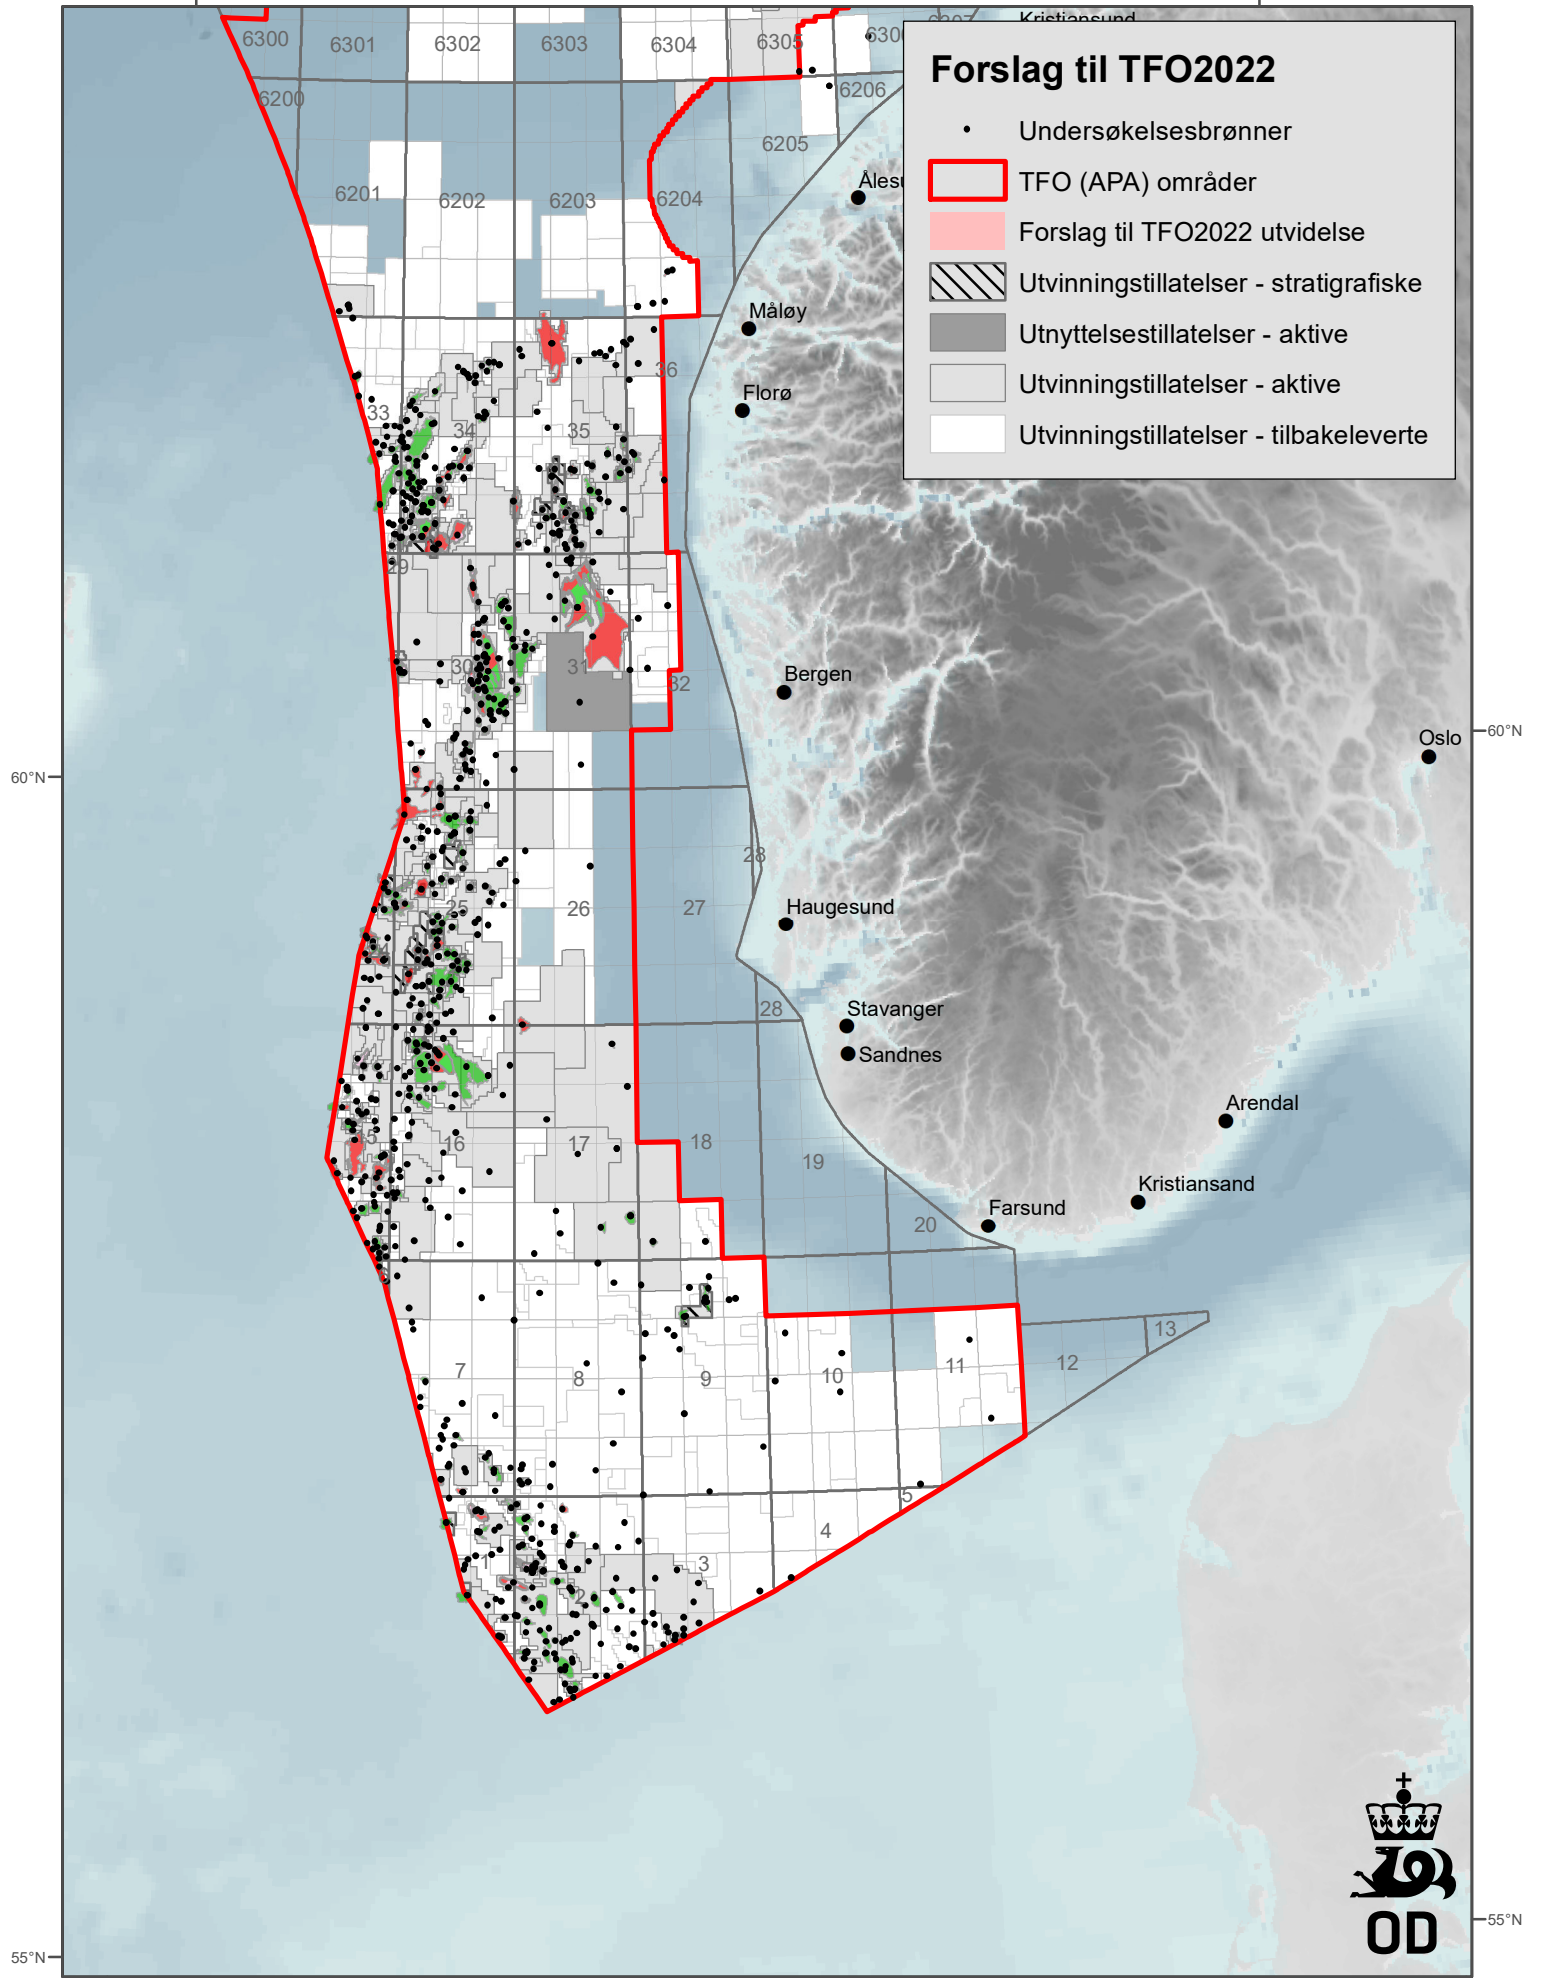 Kristiansund
6300
6301
6302
6303
6304
6305
6307
6200
6206
6205
6201
6202
6203
6204
Forslag til TFO2022
Undersøkelsesbrønner
TFO (APA) områder
Forslag til TFO2022 utvidelse
Utvinningstillatelser - stratigrafiske
Utnyttelsestillatelser - aktive
Utvinningstillatelser - aktive
Utvinningstillatelser - tilbakeleverte
Måløy
Florø
36
33
34
35
29
30
31
32
Bergen
Oslo
60°N
60°N
28
25
26
27
Haugesund
28
Stavanger
Sandnes
Arendal
16
17
18
19
Kristiansand
Farsund
20
7
8
9
10
11
12
13
1
2
3
4
5
OD
55°N
55°N